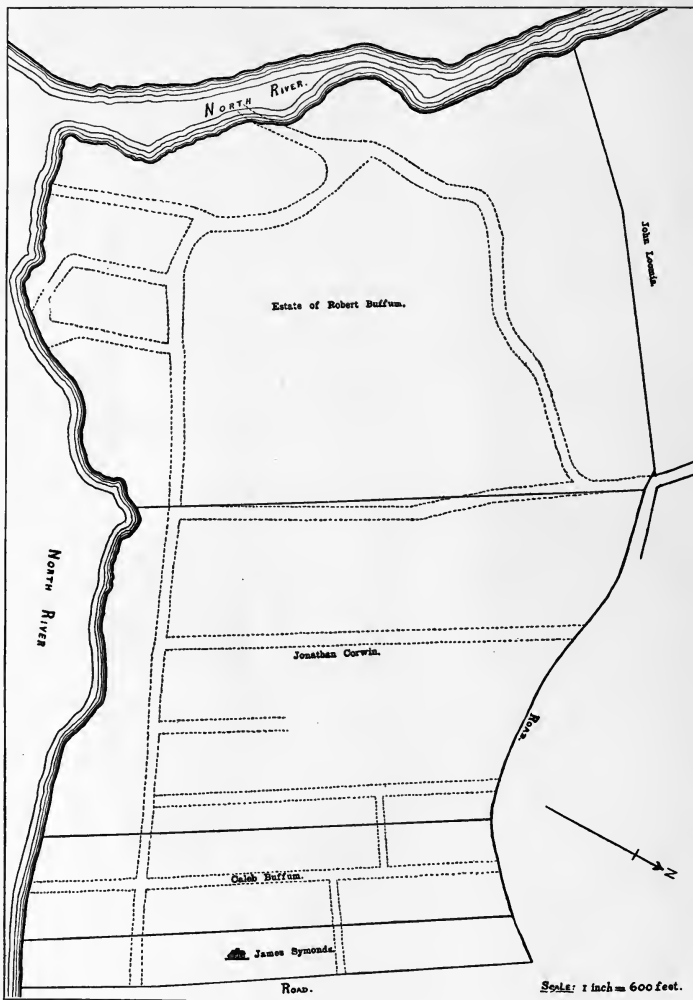 NORTH RIVER.
John Loomis.
Estate of Robert Buffum.
NORTH RIVER
Jonathan Corwin.
ROAD.
N
Caleb Buffum.
James Symonds.
ROAD.
SCALE: 1 inch = 600 feet.